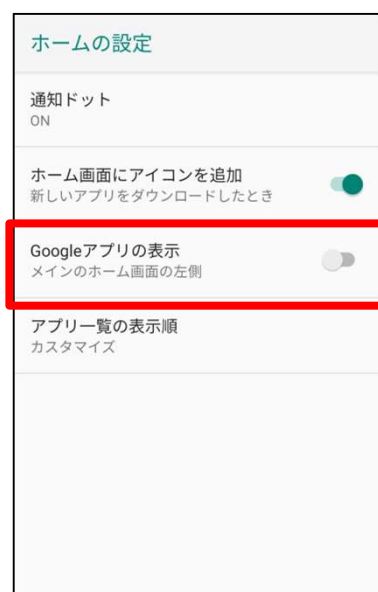 ホームの設定
通知ドット
ON
ホーム画面にアイコンを追加
新しいアプリをダウンロードしたとき
Googleアプリの表示
メインのホーム画面の左側
アプリ一覧の表示順
カスタマイズ